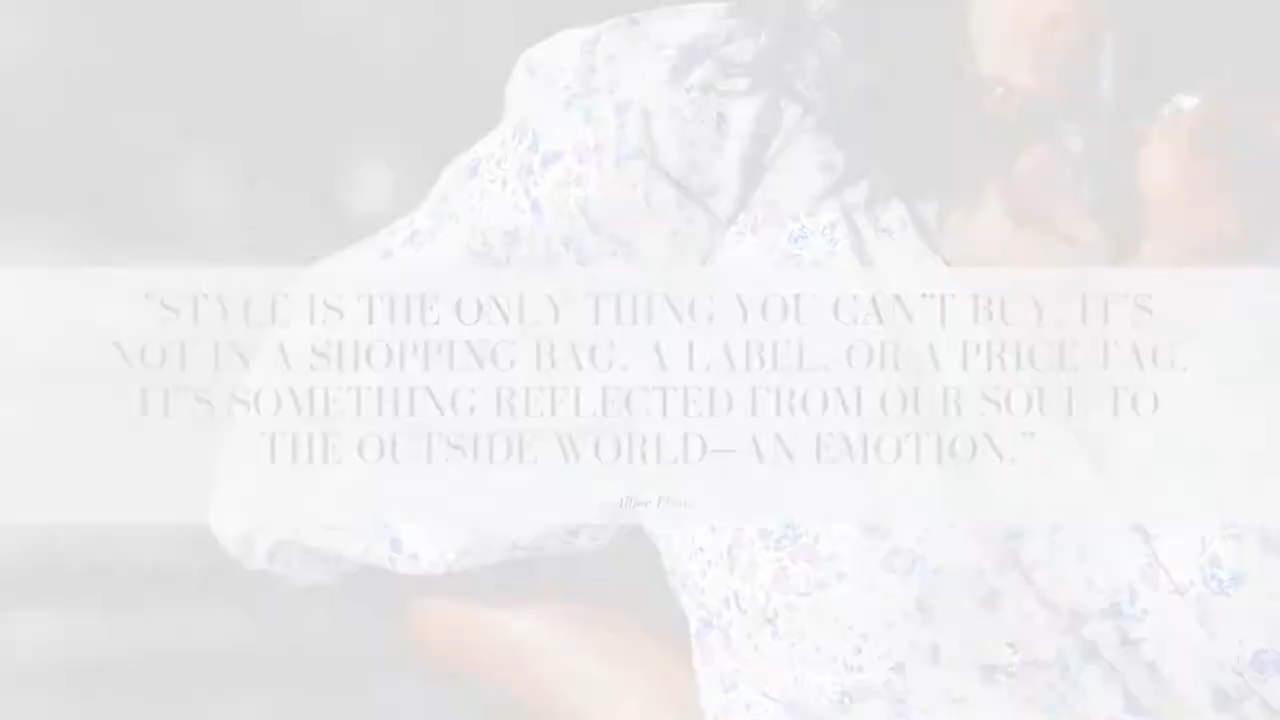 "STYLE IS THE ONLY THING YOU CAN'T BUY. IT'S
NOT IN A SHOPPING BAG, A LABEL, OR A PRICE TAG.
IT'S SOMETHING REFLECTED FROM OUR SOUL TO
THE OUTSIDE WORLD—AN EMOTION."